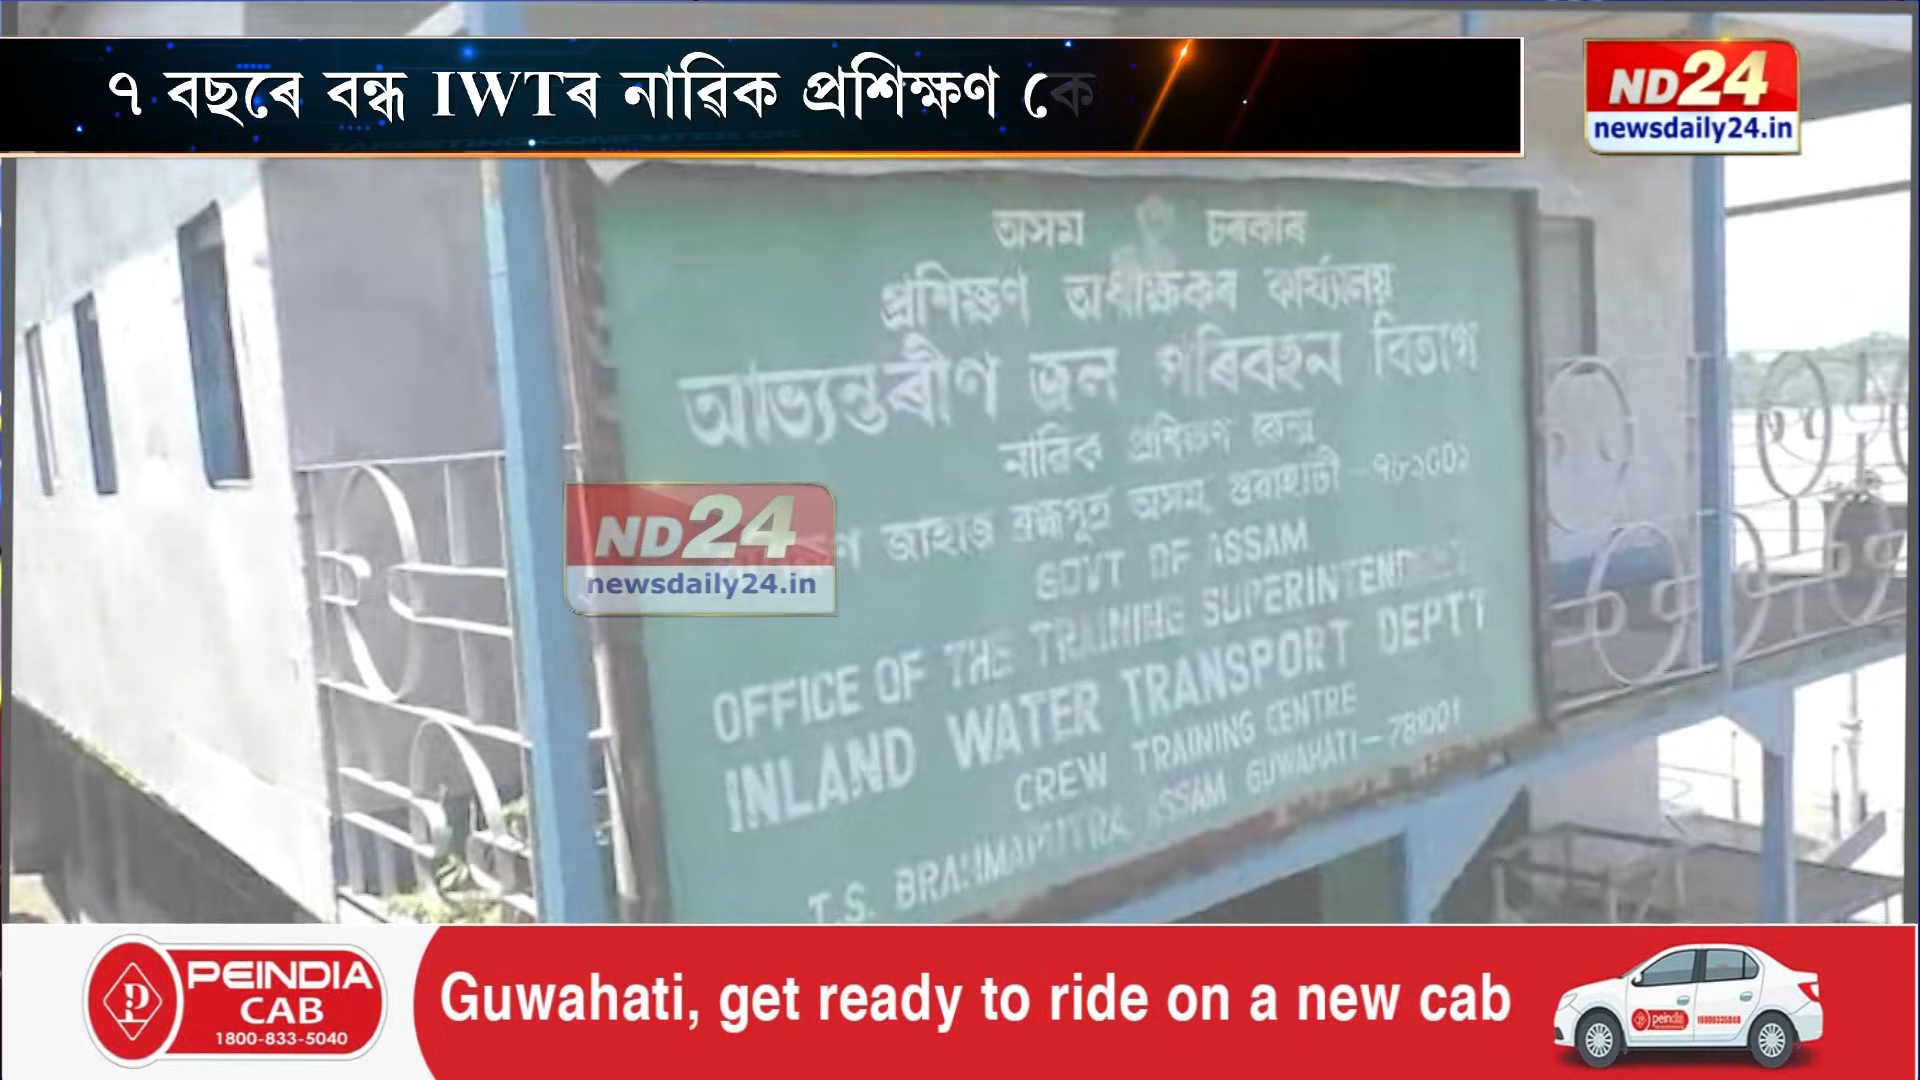 ৭ বছৰে বন্ধ IWTৰ নাৱিক প্ৰশিক্ষণ কে
ND24
newsdaily24.in
অসম চৰকাৰ
প্ৰশিক্ষণ অধীক্ষকৰ কাৰ্য্যালয়
আভ্যন্তৰীণ জল পৰিবহন বিভাগ
নাবিক প্ৰশিক্ষণ কেন্দ্ৰ
জাহাজ ব্ৰহ্মপুত্ৰ অসম, গুৱাহাটী - ৭৮১০০১
ND24
newsdaily24.in
GOVT OF ASSAM
OFFICE OF THE TRAINING SUPERINTENDENT
INLAND WATER TRANSPORT DEPTT
CREW TRAINING CENTRE
T.S. BRAHMAPUTRA ASSAM GUWAHATI-781001
PEINDIA
CAB
1800-833-5040
Guwahati, get ready to ride on a new cab
peindia